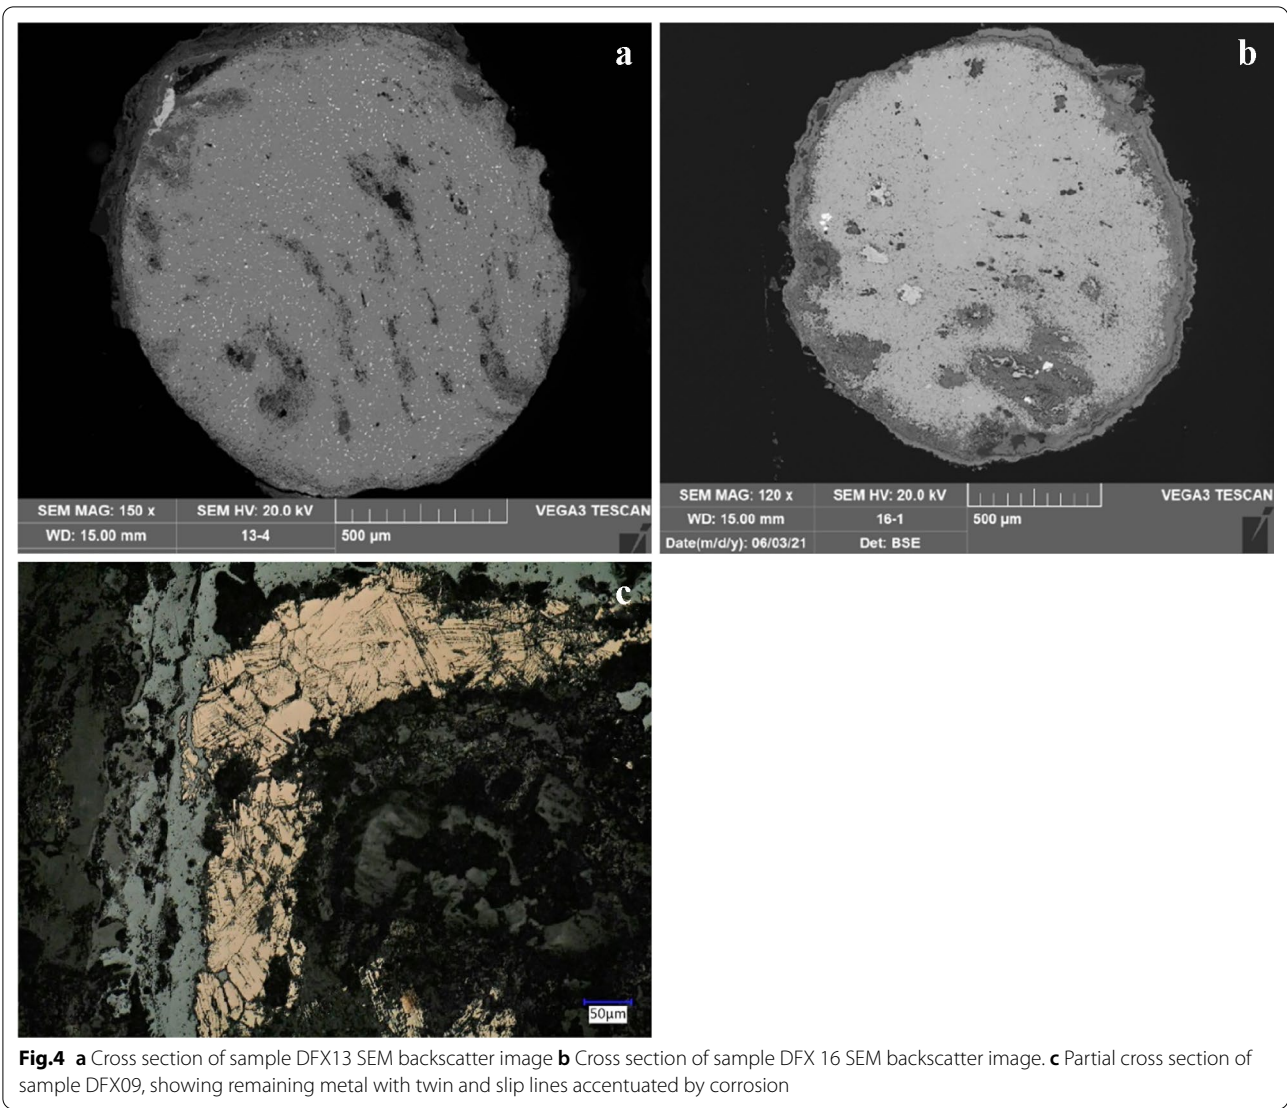 a
b
SEM MAG: 150 x SEM HV: 20.0 kV VEGA3 TESCAN
WD: 15.00 mm 13-4 500 µm
SEM MAG: 120 x SEM HV: 20.0 kV VEGA3 TESCAN
WD: 15.00 mm 16-1 500 µm
Date(m/d/y): 06/03/21 Det: BSE
c
50µm
Fig.4 a Cross section of sample DFX13 SEM backscatter image b Cross section of sample DFX 16 SEM backscatter image. c Partial cross section of
sample DFX09, showing remaining metal with twin and slip lines accentuated by corrosion